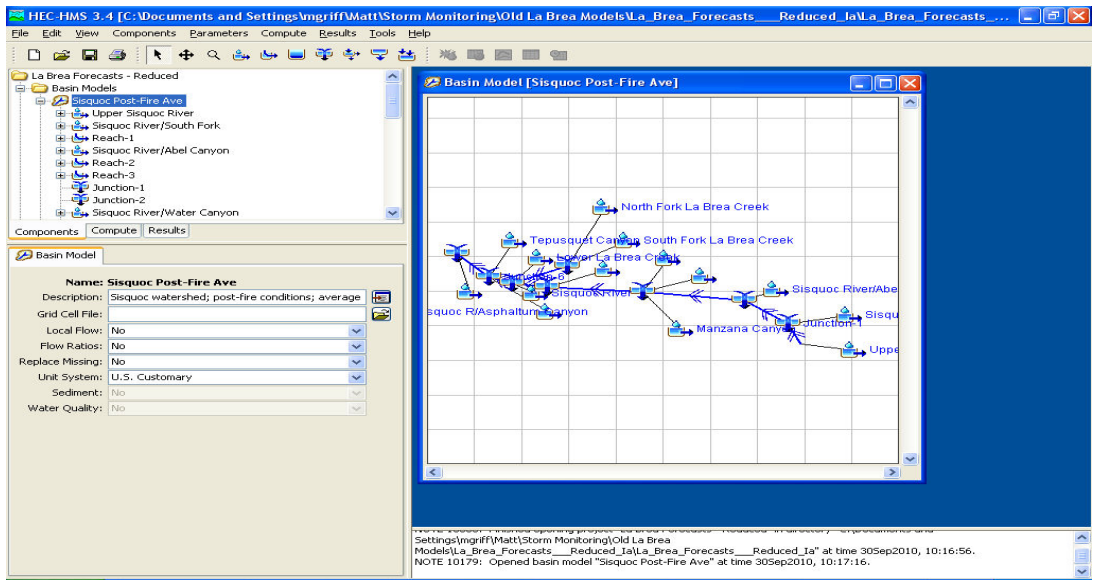 HEC-HMS 3.4 [C:\Documents and Settings\mgriff\Matt\Storm Monitoring\Old La Brea Models\La_Brea_Forecasts___Reduced_Ia\La_Brea_Forecasts_...
File Edit View Components Parameters Compute Results Tools Help
La Brea Forecasts - Reduced
Basin Models
Sisquoc Post-Fire Ave
Upper Sisquoc River
Sisquoc River/South Fork
Reach-1
Sisquoc River/Abel Canyon
Reach-2
Reach-3
Junction-1
Junction-2
Sisquoc River/Water Canyon
Components Compute Results
Basin Model
Name: Sisquoc Post-Fire Ave
Description: Sisquoc watershed; post-fire conditions; average
Grid Cell File:
Local Flow: No
Flow Ratios: No
Replace Missing: No
Unit System: U.S. Customary
Sediment: No
Water Quality: No
Basin Model [Sisquoc Post-Fire Ave]
North Fork La Brea Creek
Tepusquet Canyon South Fork La Brea Creek
Lower La Brea Creek
Junction-6
Sisquoc River
Sisquoc River/Abe
squoc R/Asphaltum Canyon
Sisqu
Manzana Canyon
Junction-1
Uppe
Settings\mgriff\Matt\Storm Monitoring\Old La Brea
Models\La_Brea_Forecasts___Reduced_Ia\La_Brea_Forecasts___Reduced_Ia" at time 30Sep2010, 10:16:56.
NOTE 10179: Opened basin model "Sisquoc Post-Fire Ave" at time 30Sep2010, 10:17:16.